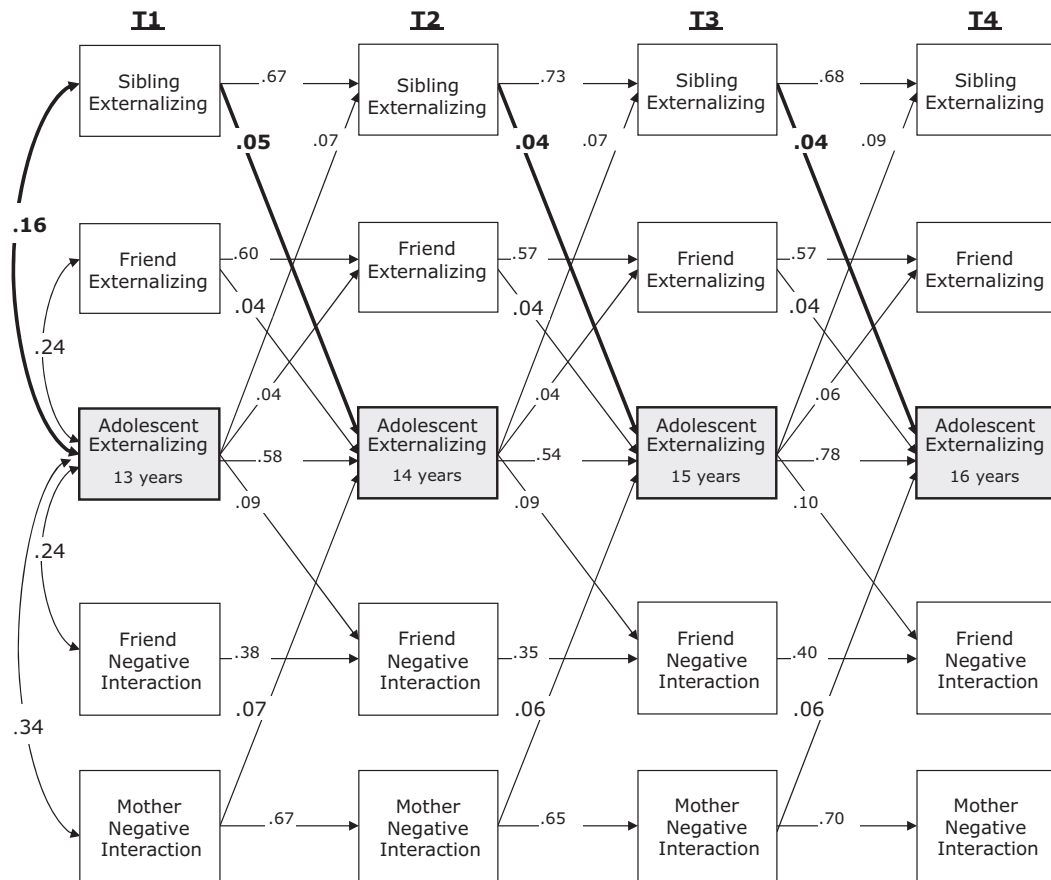 T1 T2 T3 T4
Sibling Externalizing
.67
Sibling Externalizing
.73
Sibling Externalizing
.68
Sibling Externalizing
.05
.07
.04
.07
.04
.09
.16
Friend Externalizing
.60
Friend Externalizing
.57
Friend Externalizing
.57
Friend Externalizing
.04
.04
.04
.24
.04
.04
.06
Adolescent Externalizing
13 years
.58
Adolescent Externalizing
14 years
.54
Adolescent Externalizing
15 years
.78
Adolescent Externalizing
16 years
.09
.09
.10
.24
Friend Negative Interaction
.38
Friend Negative Interaction
.35
Friend Negative Interaction
.40
Friend Negative Interaction
.07
.06
.06
.34
Mother Negative Interaction
.67
Mother Negative Interaction
.65
Mother Negative Interaction
.70
Mother Negative Interaction